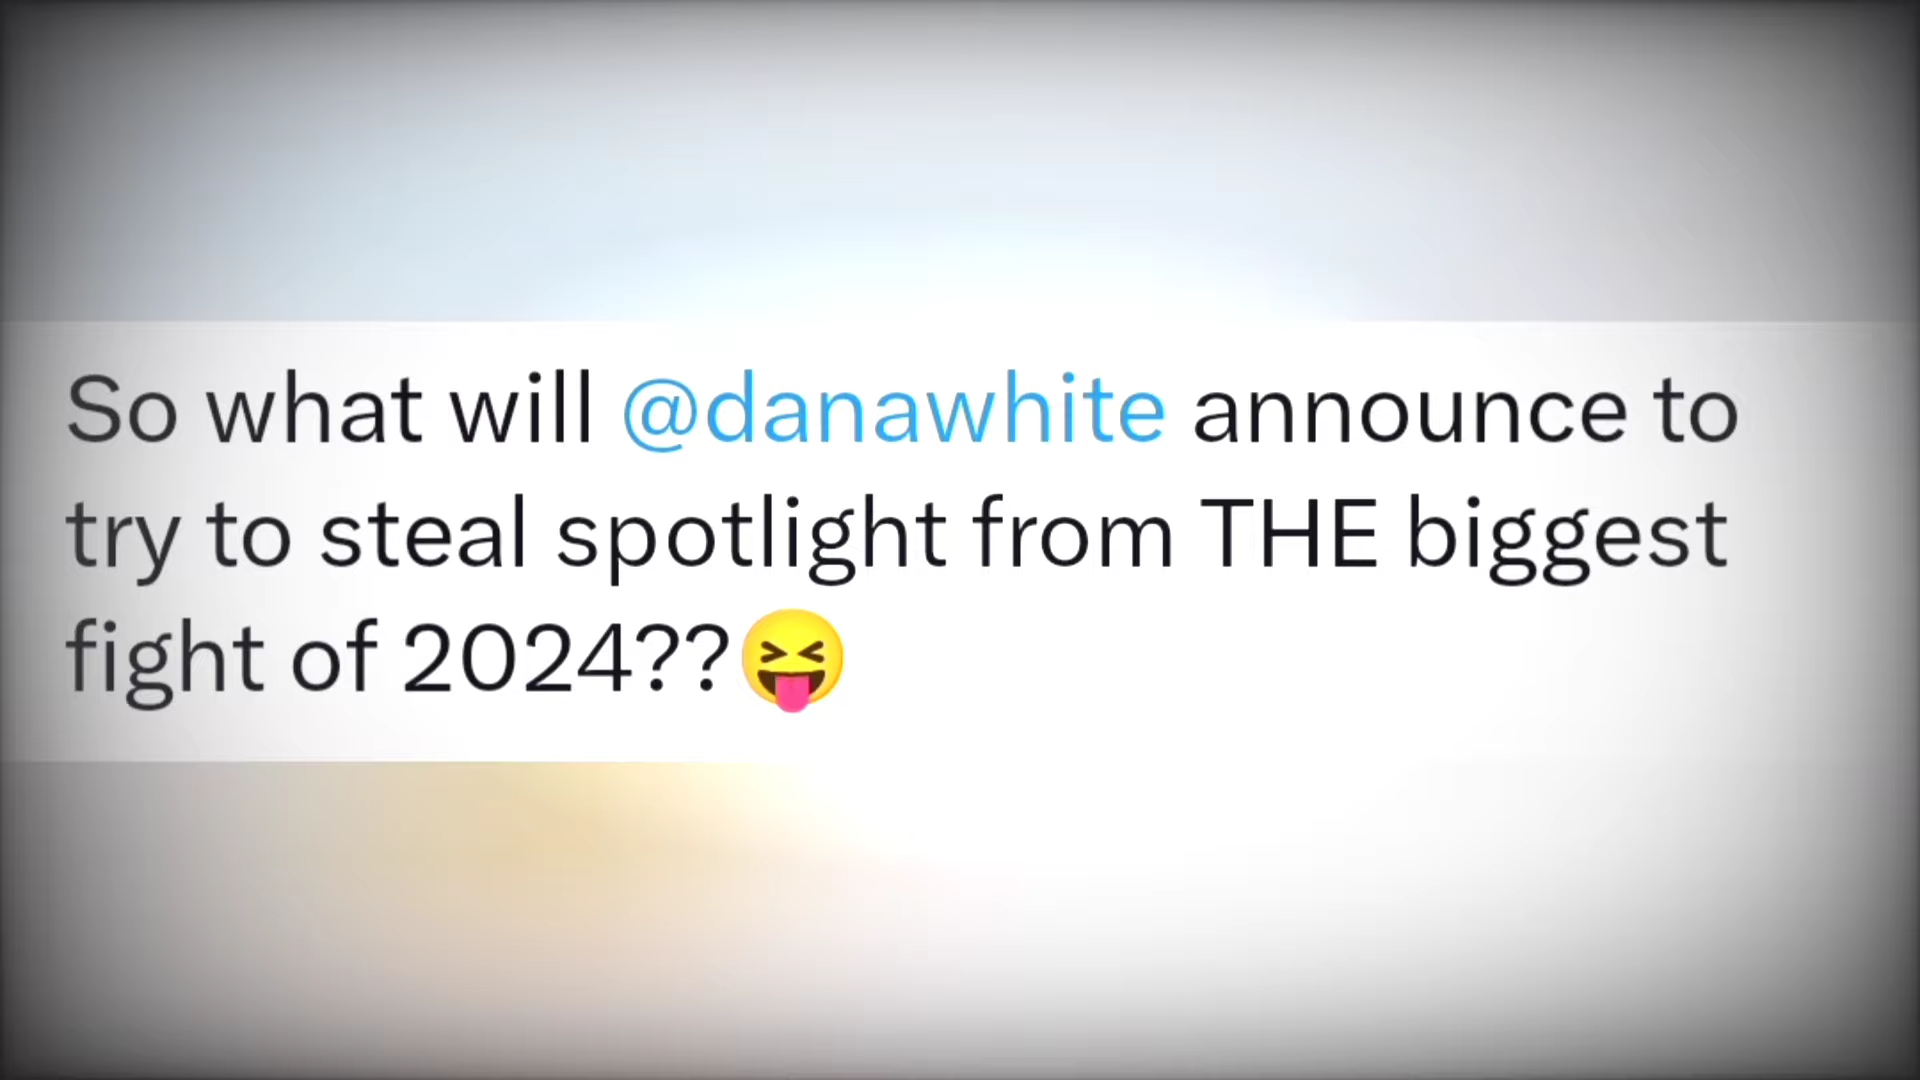 So what will @danawhite announce to
try to steal spotlight from THE biggest
fight of 2024??😝